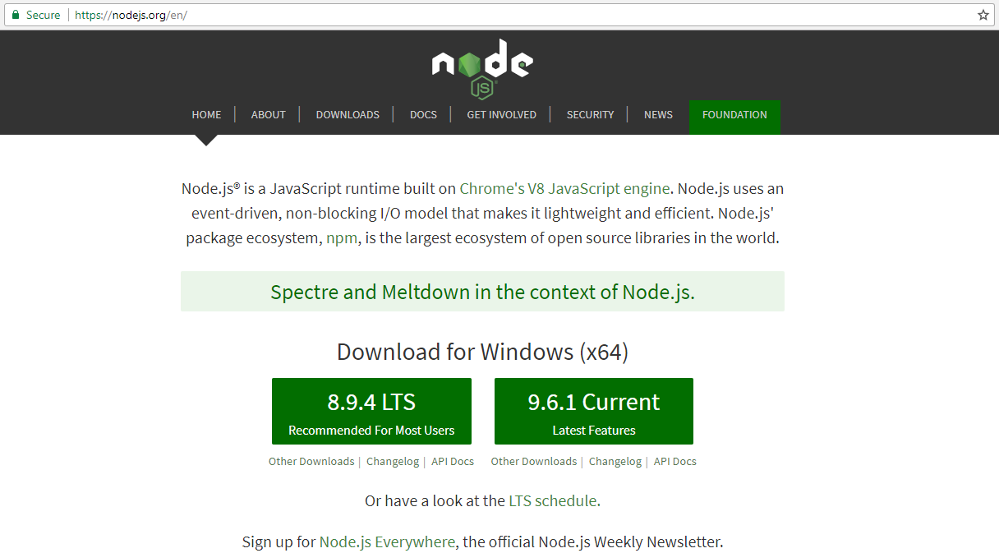 Secure https://nodejs.org/en/
node
JS®
HOME ABOUT DOWNLOADS DOCS GET INVOLVED SECURITY NEWS FOUNDATION
Node.js® is a JavaScript runtime built on Chrome's V8 JavaScript engine. Node.js uses an
event-driven, non-blocking I/O model that makes it lightweight and efficient. Node.js'
package ecosystem, npm, is the largest ecosystem of open source libraries in the world.
Spectre and Meltdown in the context of Node.js.
Download for Windows (x64)
8.9.4 LTS
Recommended For Most Users
9.6.1 Current
Latest Features
Other Downloads | Changelog | API Docs
Other Downloads | Changelog | API Docs
Or have a look at the LTS schedule.
Sign up for Node.js Everywhere, the official Node.js Weekly Newsletter.